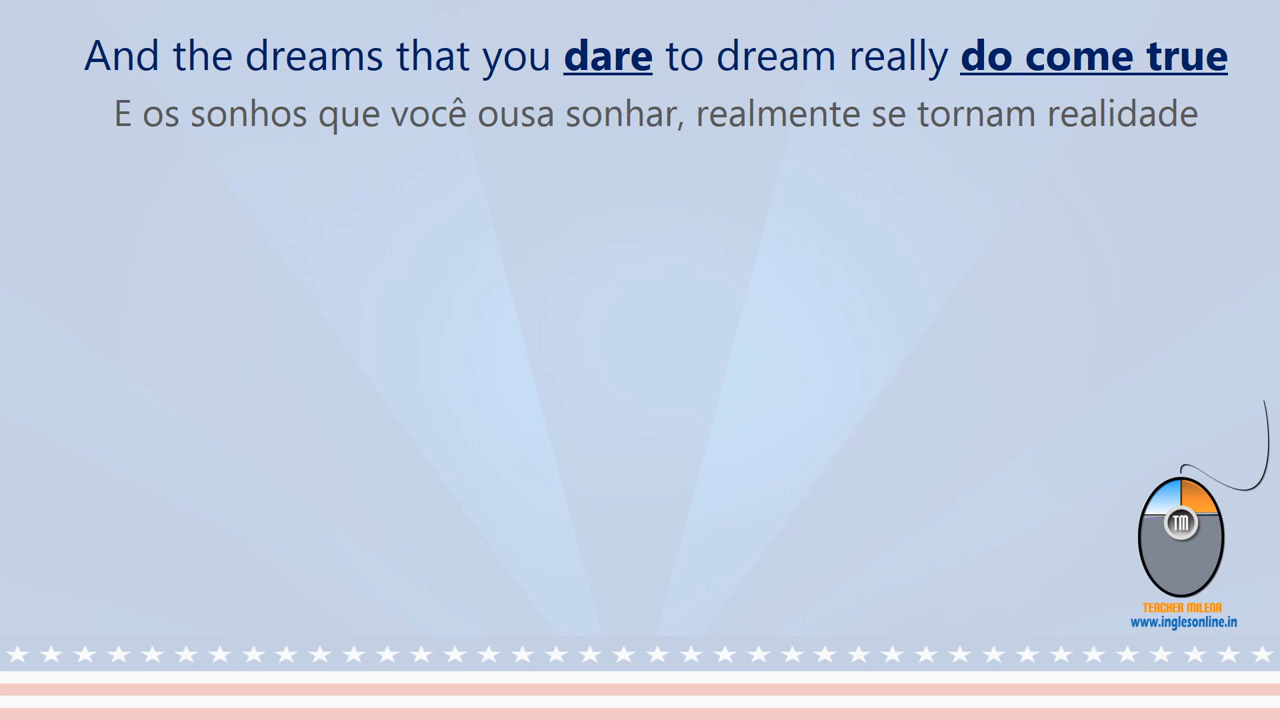 And the dreams that you dare to dream really do come true
E os sonhos que você ousa sonhar, realmente se tornam realidade
TM
TEACHER MILENA
www.inglesonline.in